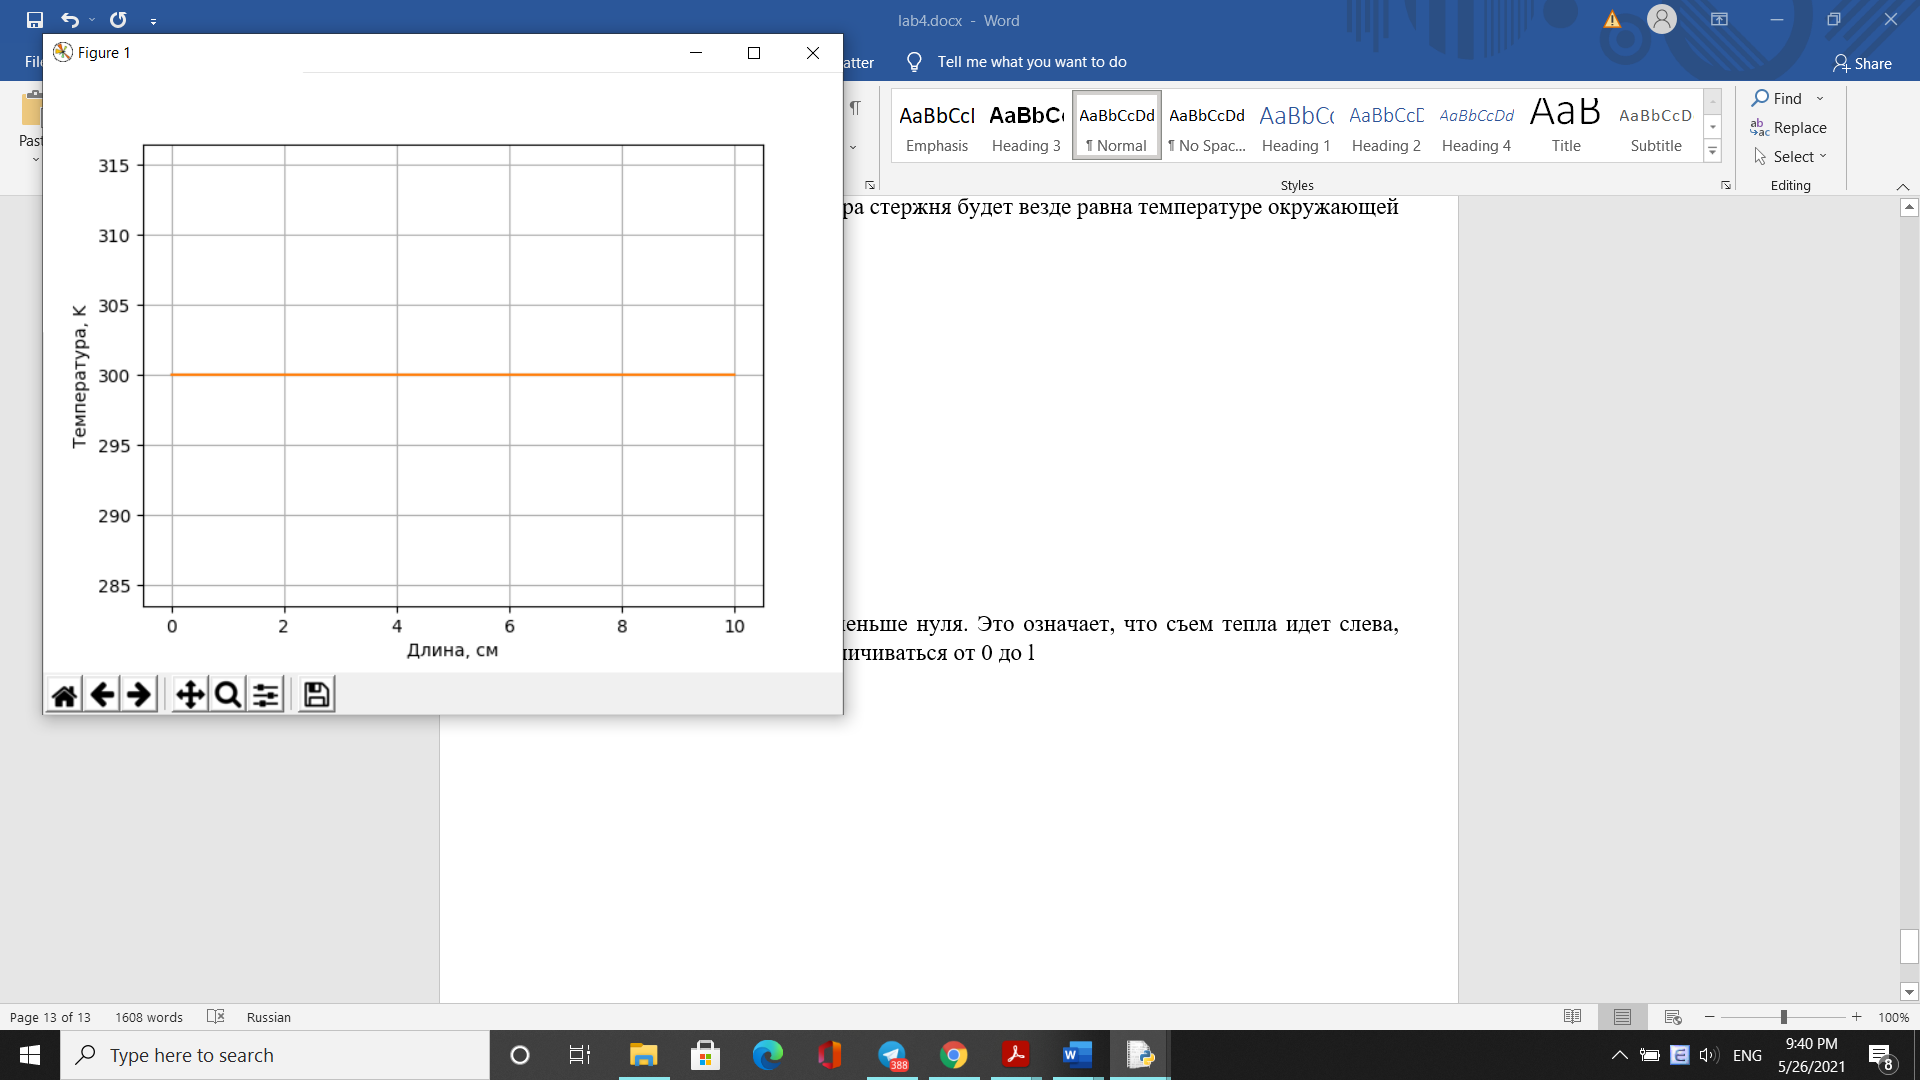 lab4.docx - Word
Figure 1
Tell me what you want to do
Share
AaBbCcI
AaBbC
AaBbCcDd
AaBbCcDd
AaBbC
AaBbCcD
AaBbCcDd
AaB
AaBbCcD
Emphasis
Heading 3
¶ Normal
¶ No Spac...
Heading 1
Heading 2
Heading 4
Title
Subtitle
Styles
Find
Replace
Select
Editing
315
310
305
300
295
290
285
Температура, К
0 2 4 6 8 10
Длина, см
стержня будет везде равна температуре окружающей
нуля. Это означает, что съем тепла идет слева,
от 0 до l
Page 13 of 13
1608 words
Russian
100%
Type here to search
388
ENG
9:40 PM
5/26/2021
8